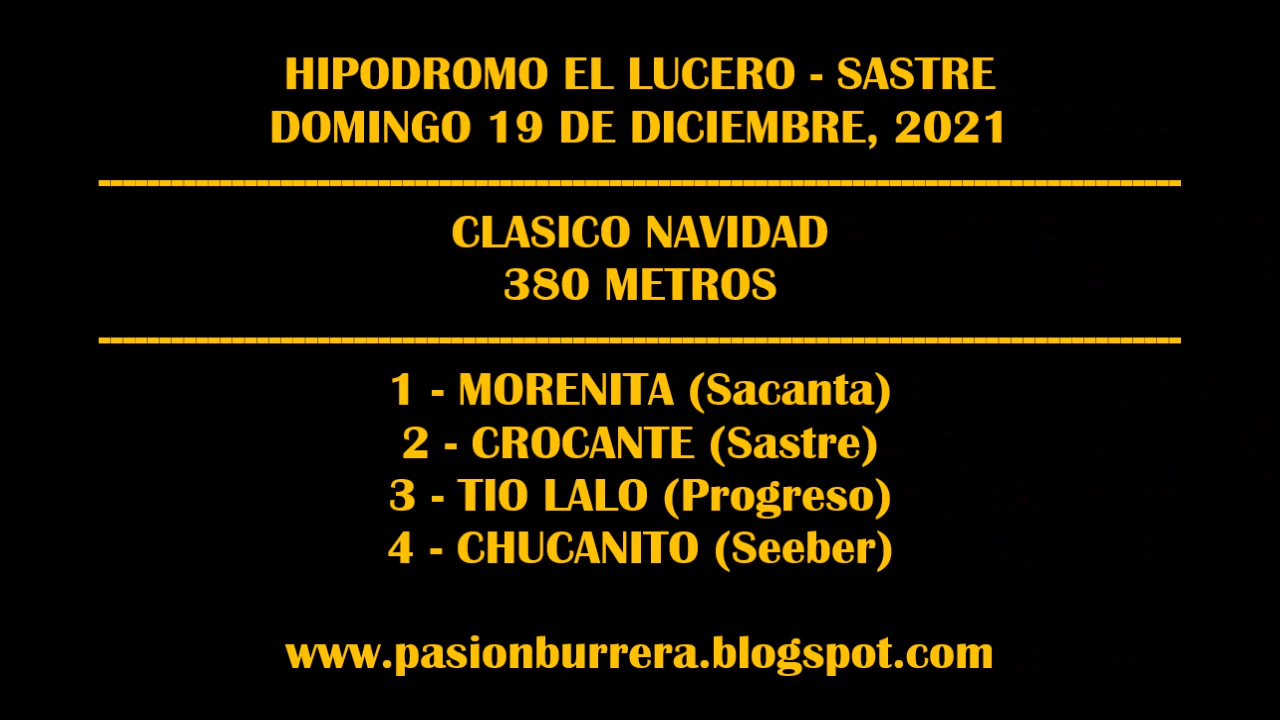 HIPODROMO EL LUCERO - SASTRE
DOMINGO 19 DE DICIEMBRE, 2021
CLASICO NAVIDAD
380 METROS
1 - MORENITA (Sacanta)
2 - CROCANTE (Sastre)
3 - TIO LALO (Progreso)
4 - CHUCANITO (Seeber)
www.pasionburrera.blogspot.com